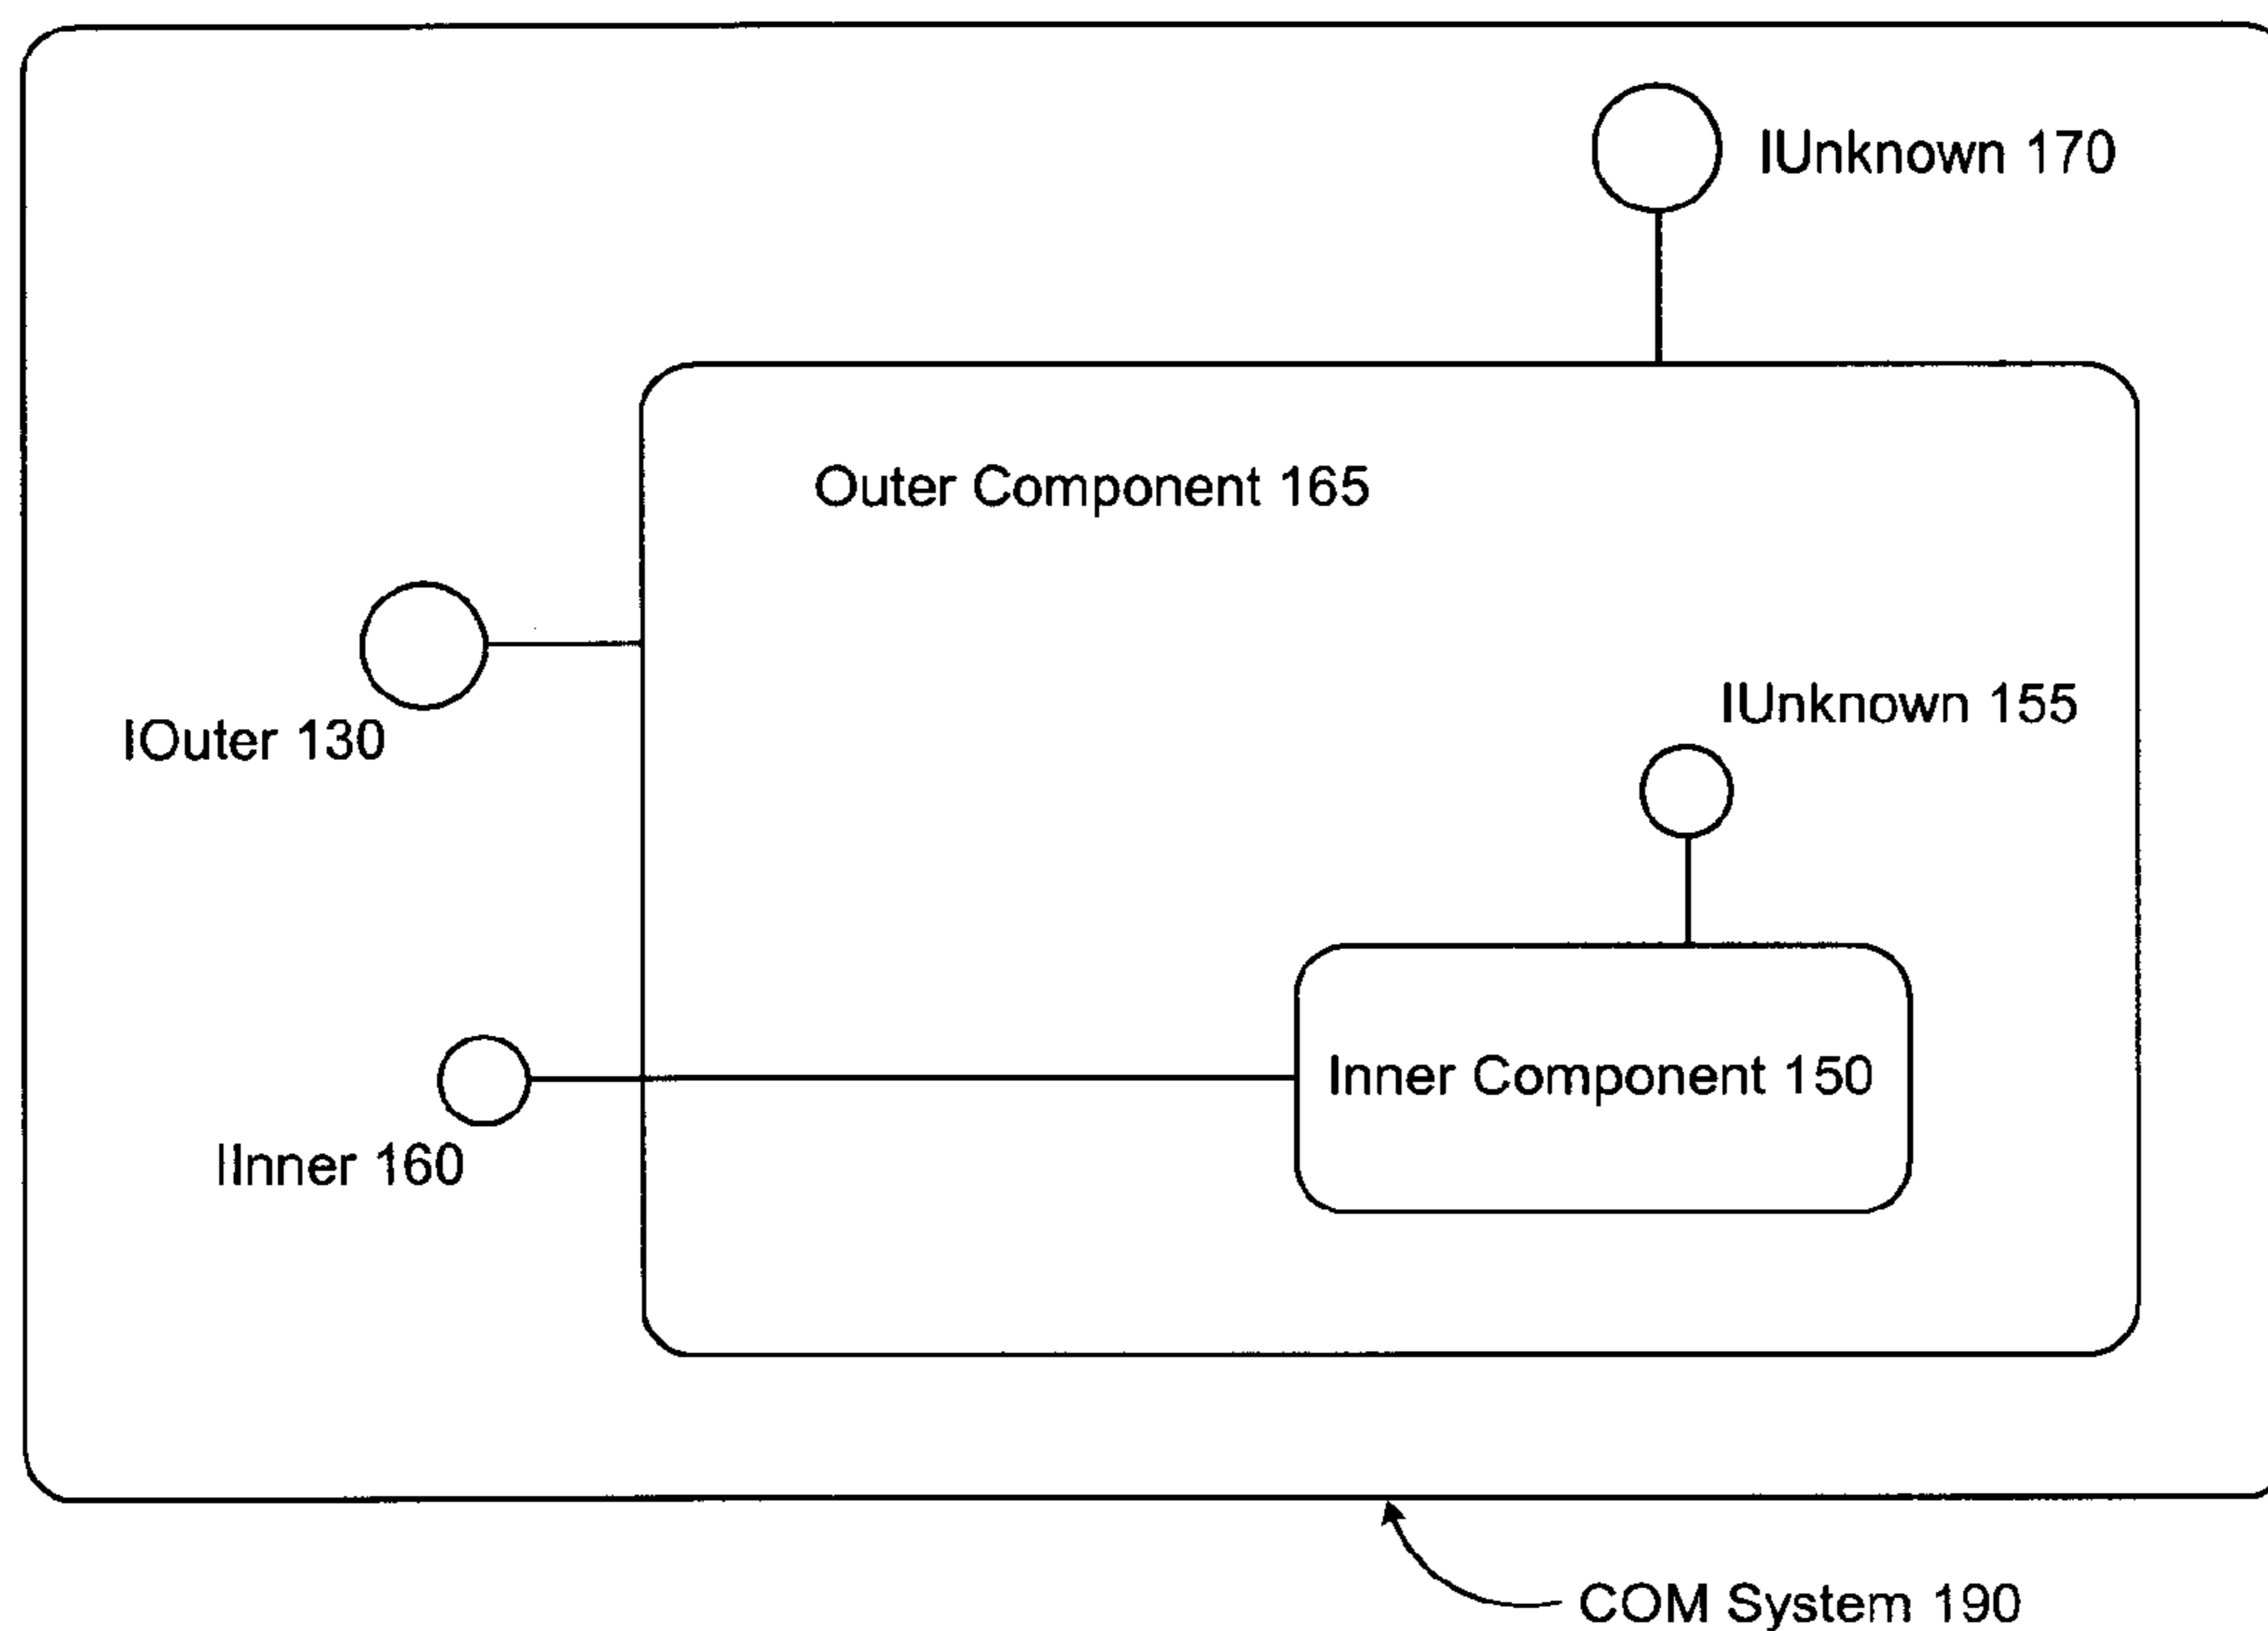 IUnknown 170
Outer Component 165
IUnknown 155
IOuter 130
Inner Component 150
IInner 160
COM System 190